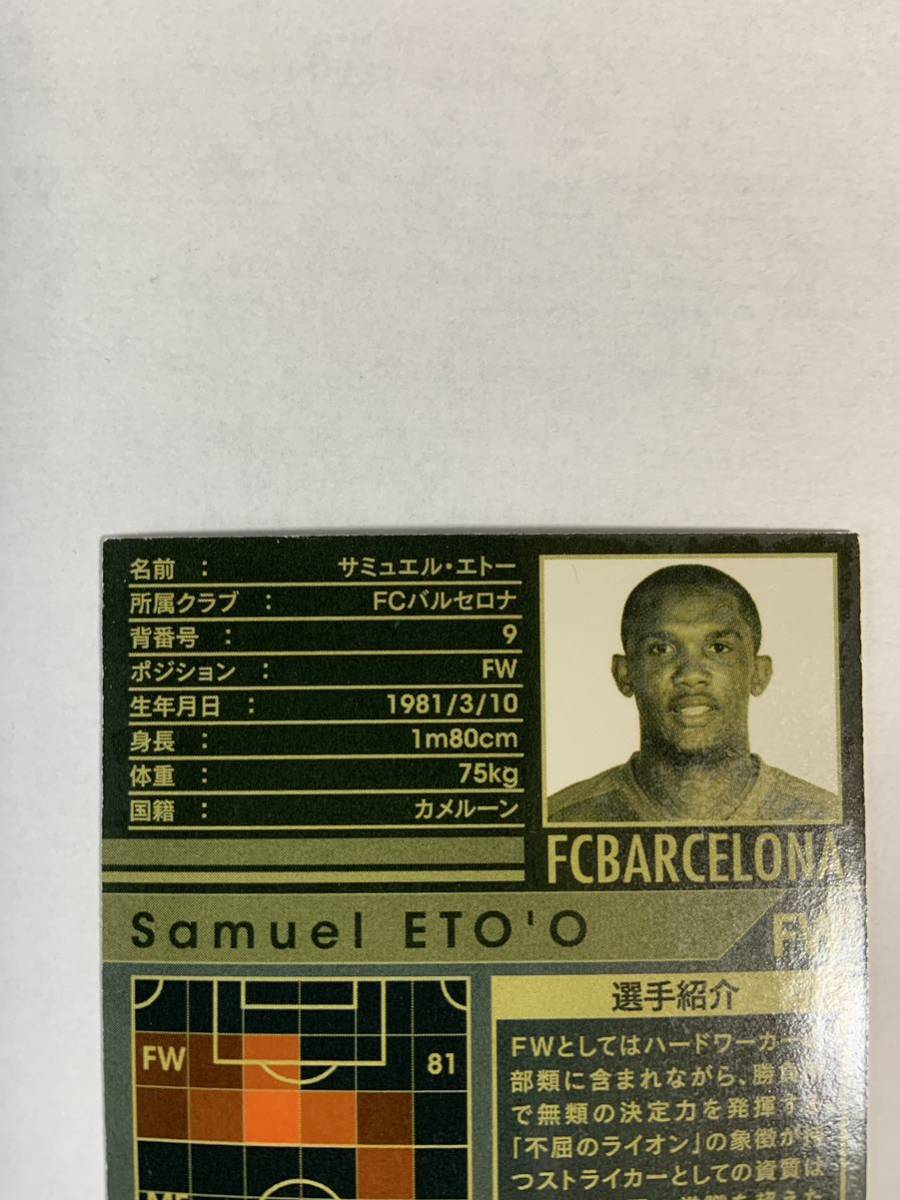 名前 : サミュエル・エトー
所属クラブ : FCバルセロナ
背番号 : 9
ポジション : FW
生年月日 : 1981/3/10
身長 : 1m80cm
体重 : 75kg
国籍 : カメルーン
FCBARCELONA
Samuel ETO'O FW
FW 81
選手紹介
FWとしてはハードワーカー
部類に含まれながら、勝負
で無類の決定力を発揮す
「不屈のライオン」の象徴が持
つストライカーとしての資質は